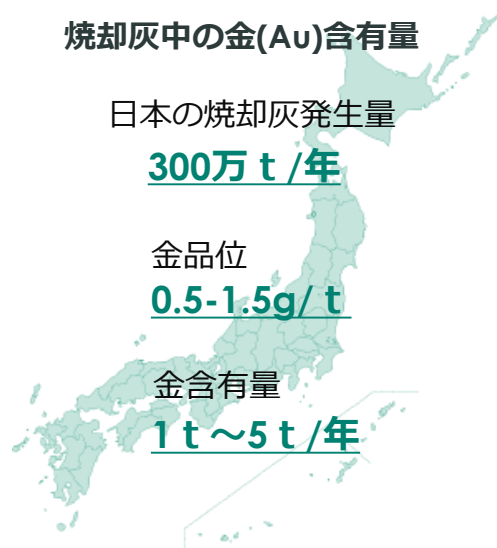 焼却灰中の金(Au)含有量
日本の焼却灰発生量
300万ｔ/年
金品位
0.5-1.5g/ｔ
金含有量
1ｔ～5ｔ/年